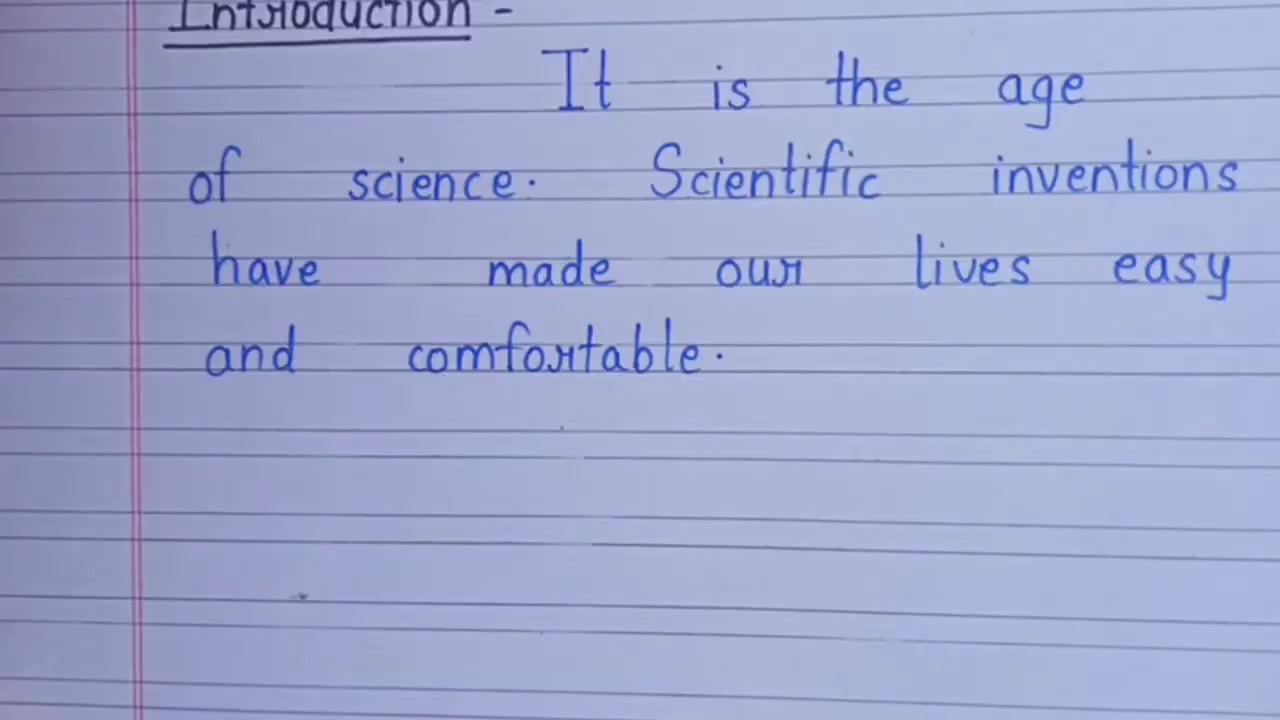 Introduction -
It is the age
of science. Scientific inventions
have made our lives easy
and comfortable.